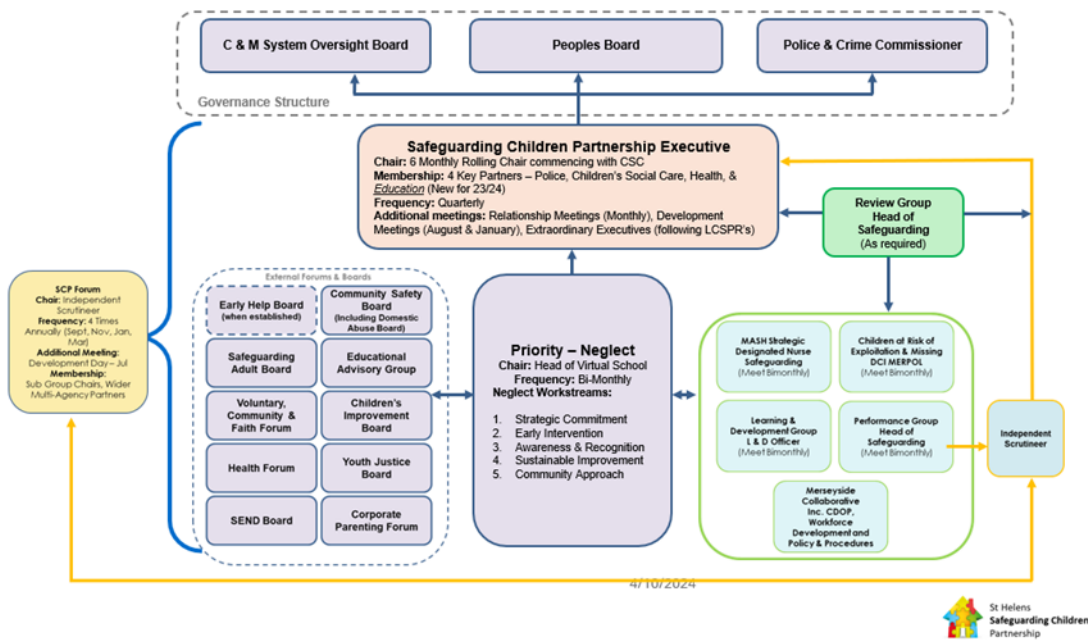 C & M System Oversight Board
Peoples Board
Police & Crime Commissioner
Governance Structure
Safeguarding Children Partnership Executive
Chair: 6 Monthly Rolling Chair commencing with CSC
Membership: 4 Key Partners – Police, Children's Social Care, Health, &
Education (New for 23/24)
Frequency: Quarterly
Additional meetings: Relationship Meetings (Monthly), Development
Meetings (August & January), Extraordinary Executives (following LCSPR's)
Review Group
Head of
Safeguarding
(As required)
SCP Forum
Chair: Independent
Scrutineer
Frequency: 4 Times
Annually (Sept, Nov, Jan,
Mar)
Additional Meeting:
Development Day – Jul
Membership:
Sub Group Chairs, Wider
Multi-Agency Partners
External Forums & Boards
Early Help Board
(when established)
Community Safety
Board
(Including Domestic
Abuse Board)
Safeguarding
Adult Board
Educational
Advisory Group
Voluntary,
Community &
Faith Forum
Children's
Improvement
Board
Health Forum
Youth Justice
Board
SEND Board
Corporate
Parenting Forum
Priority – Neglect
Chair: Head of Virtual School
Frequency: Bi-Monthly
Neglect Workstreams:
1. Strategic Commitment
2. Early Intervention
3. Awareness & Recognition
4. Sustainable Improvement
5. Community Approach
MASH Strategic
Designated Nurse
Safeguarding
(Meet Bimonthly)
Children at Risk of
Exploitation & Missing
DCI MERPOL
(Meet Bimonthly)
Learning &
Development Group
L & D Officer
(Meet Bimonthly)
Performance Group
Head of
Safeguarding
(Meet Bimonthly)
Merseyside
Collaborative
Inc. CDOP,
Workforce
Development and
Policy & Procedures
Independent
Scrutineer
4/10/2024
St Helens
Safeguarding Children
Partnership